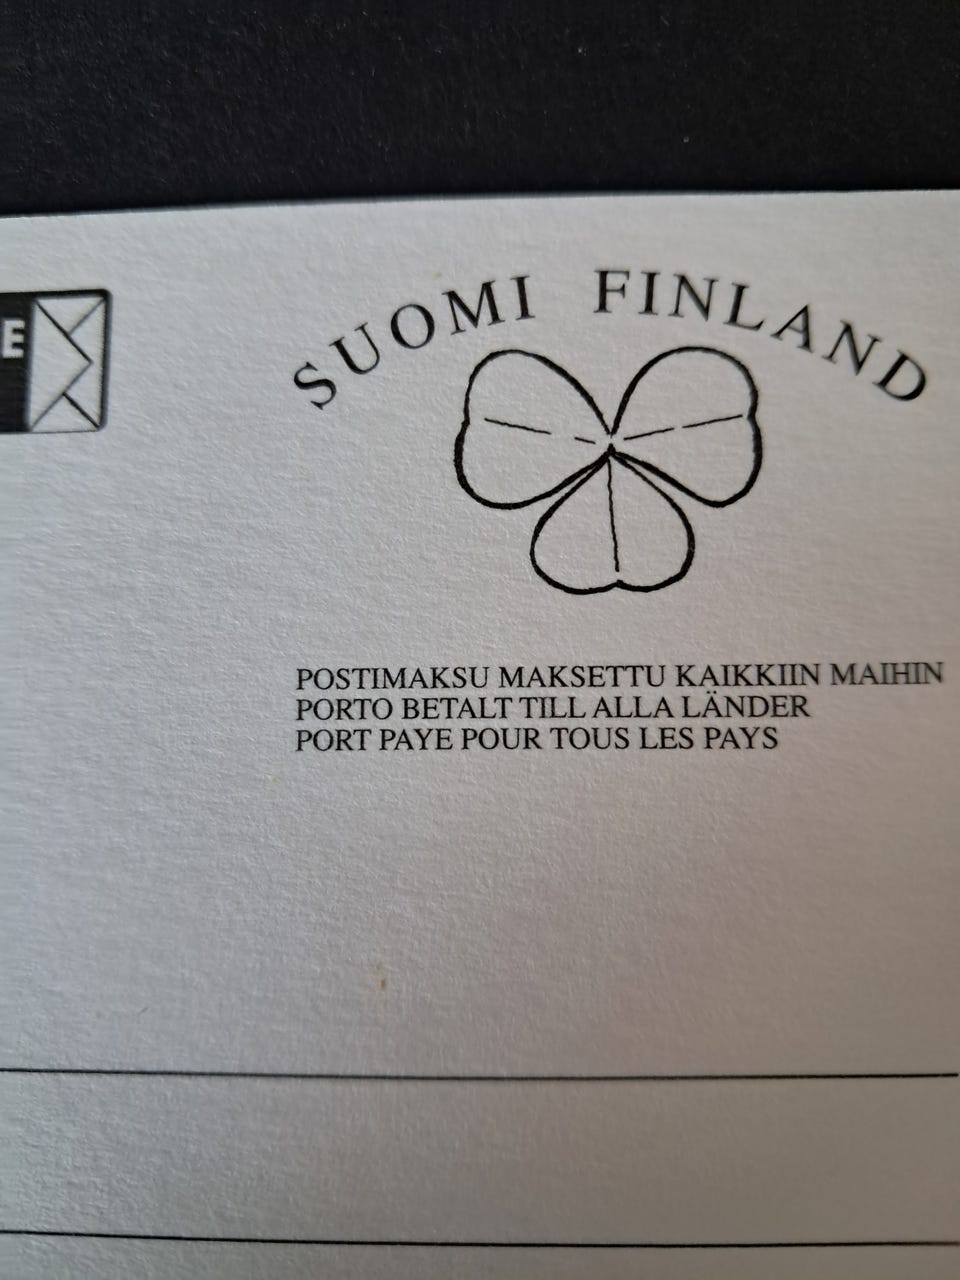 E
SUOMI FINLAND
POSTIMAKSU MAKSETTU KAIKKIIN MAIHIN
PORTO BETALT TILL ALLA LÄNDER
PORT PAYE POUR TOUS LES PAYS